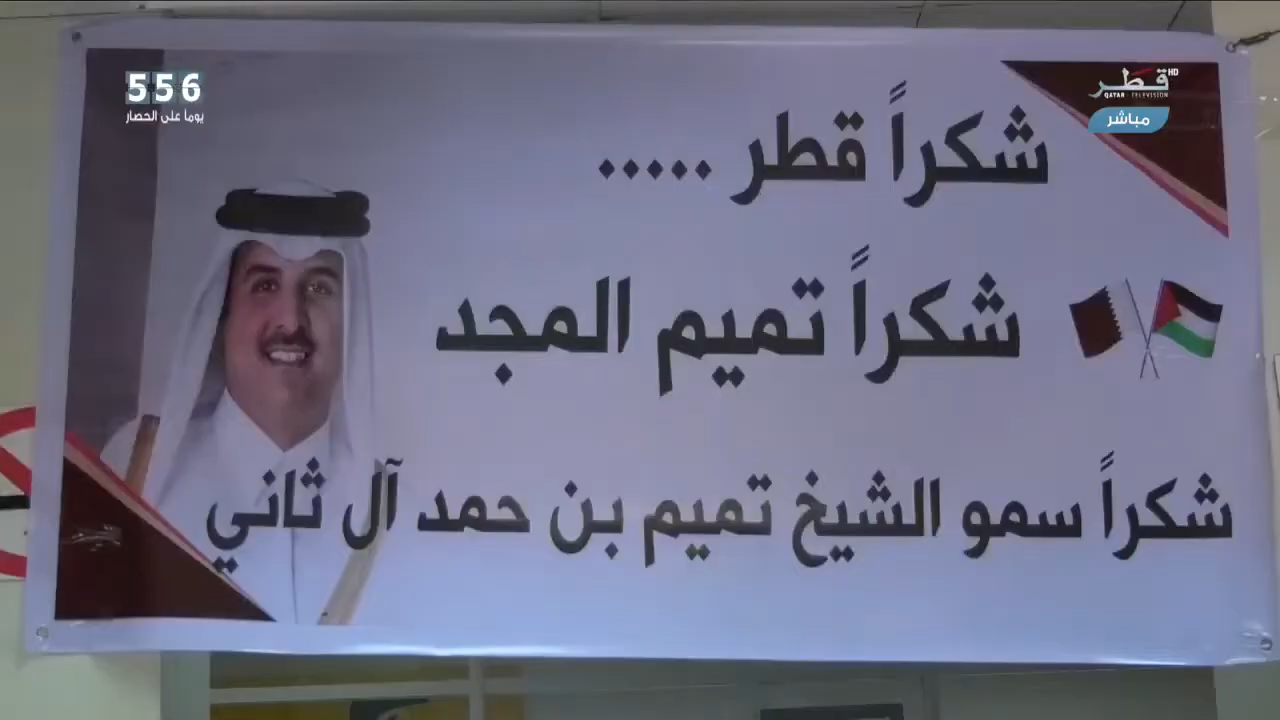 556
يوما على الحصار
قطر HD
QATAR TELEVISION
مباشر
شكراً قطر .....
شكراً تميم المجد
شكراً سمو الشيخ تميم بن حمد آل ثاني